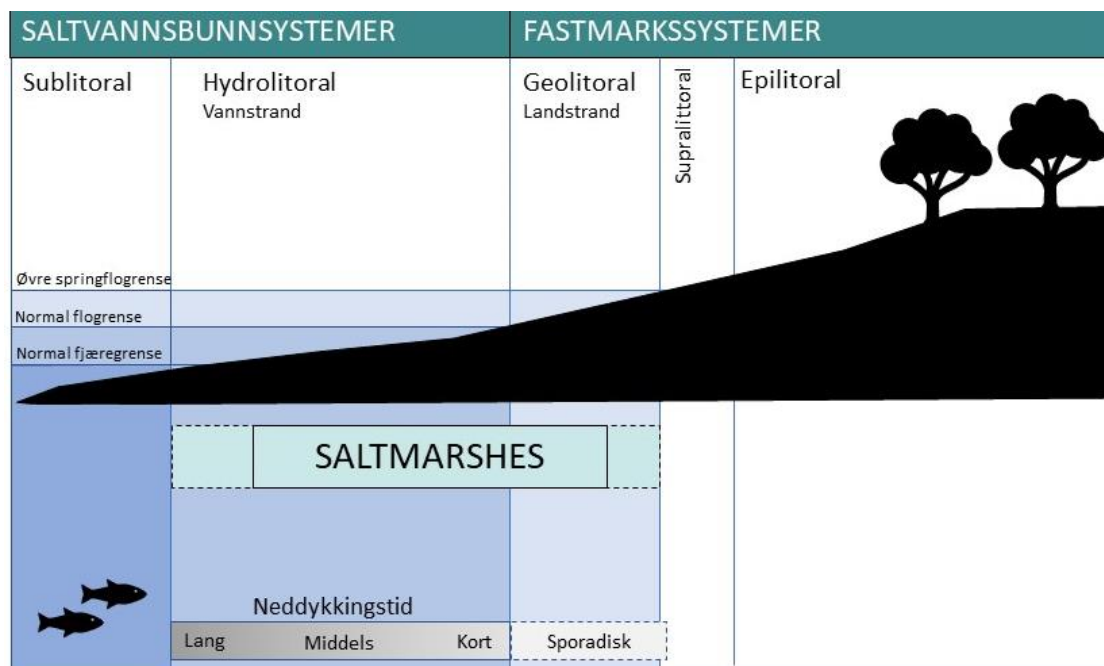 SALTVANNSBUNNSYSTEMER
FASTMARKSSYSTEMER
Sublitoral
Hydrolitoral
Vannstrand
Geolitoral
Landstrand
Supralittoral
Epilitoral
Øvre springflogrense
Normal flogrense
Normal fjæregrense
SALTMARSHES
Neddykkingstid
Lang
Middels
Kort
Sporadisk